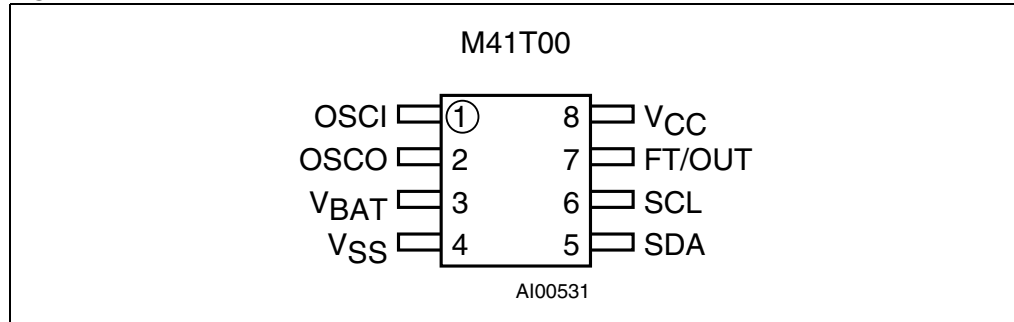 M41T00
OSCI 1 8 VCC
OSCO 2 7 FT/OUT
VBAT 3 6 SCL
VSS 4 5 SDA
AI00531